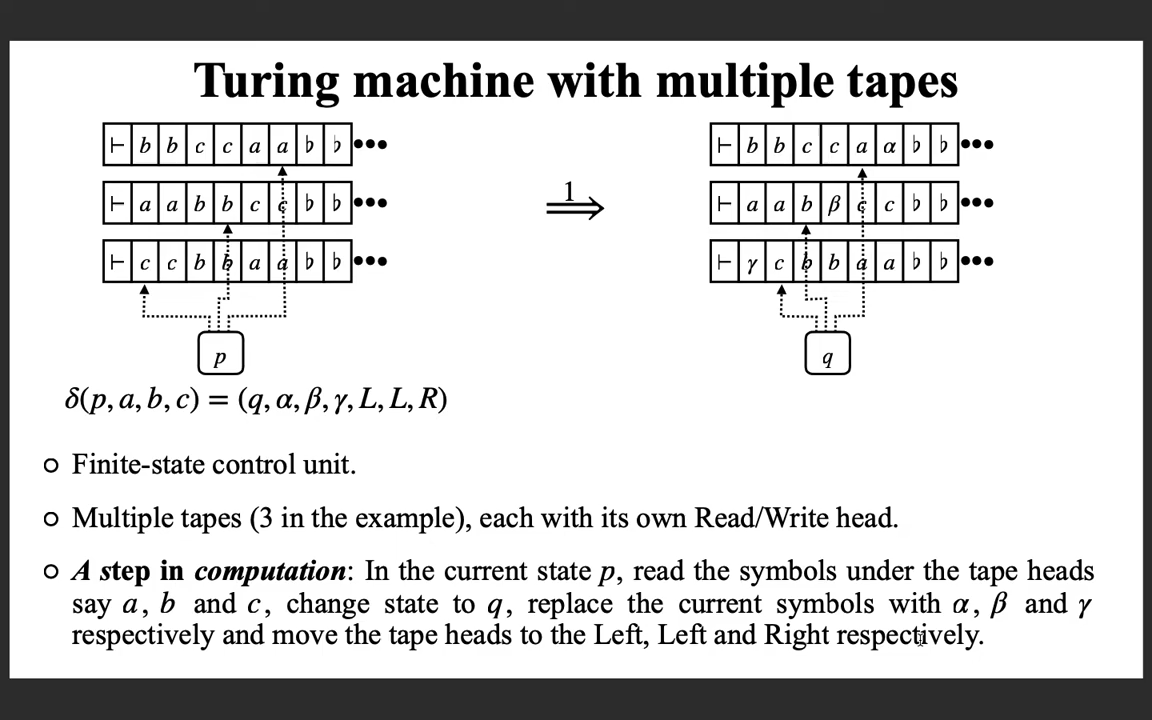 Turing machine with multiple tapes
⊢ b b c c a a ♭ ♭ •••
⊢ a a b b c c ♭ ♭ •••
⊢ c c b b a a ♭ ♭ •••
p
1
⟹
⊢ b b c c a α ♭ ♭ •••
⊢ a a b β c c ♭ ♭ •••
⊢ γ c b b a a ♭ ♭ •••
q
δ(p, a, b, c) = (q, α, β, γ, L, L, R)
○ Finite-state control unit.
○ Multiple tapes (3 in the example), each with its own Read/Write head.
○ A step in computation: In the current state p, read the symbols under the tape heads
say a, b and c, change state to q, replace the current symbols with α, β and γ
respectively and move the tape heads to the Left, Left and Right respectively.